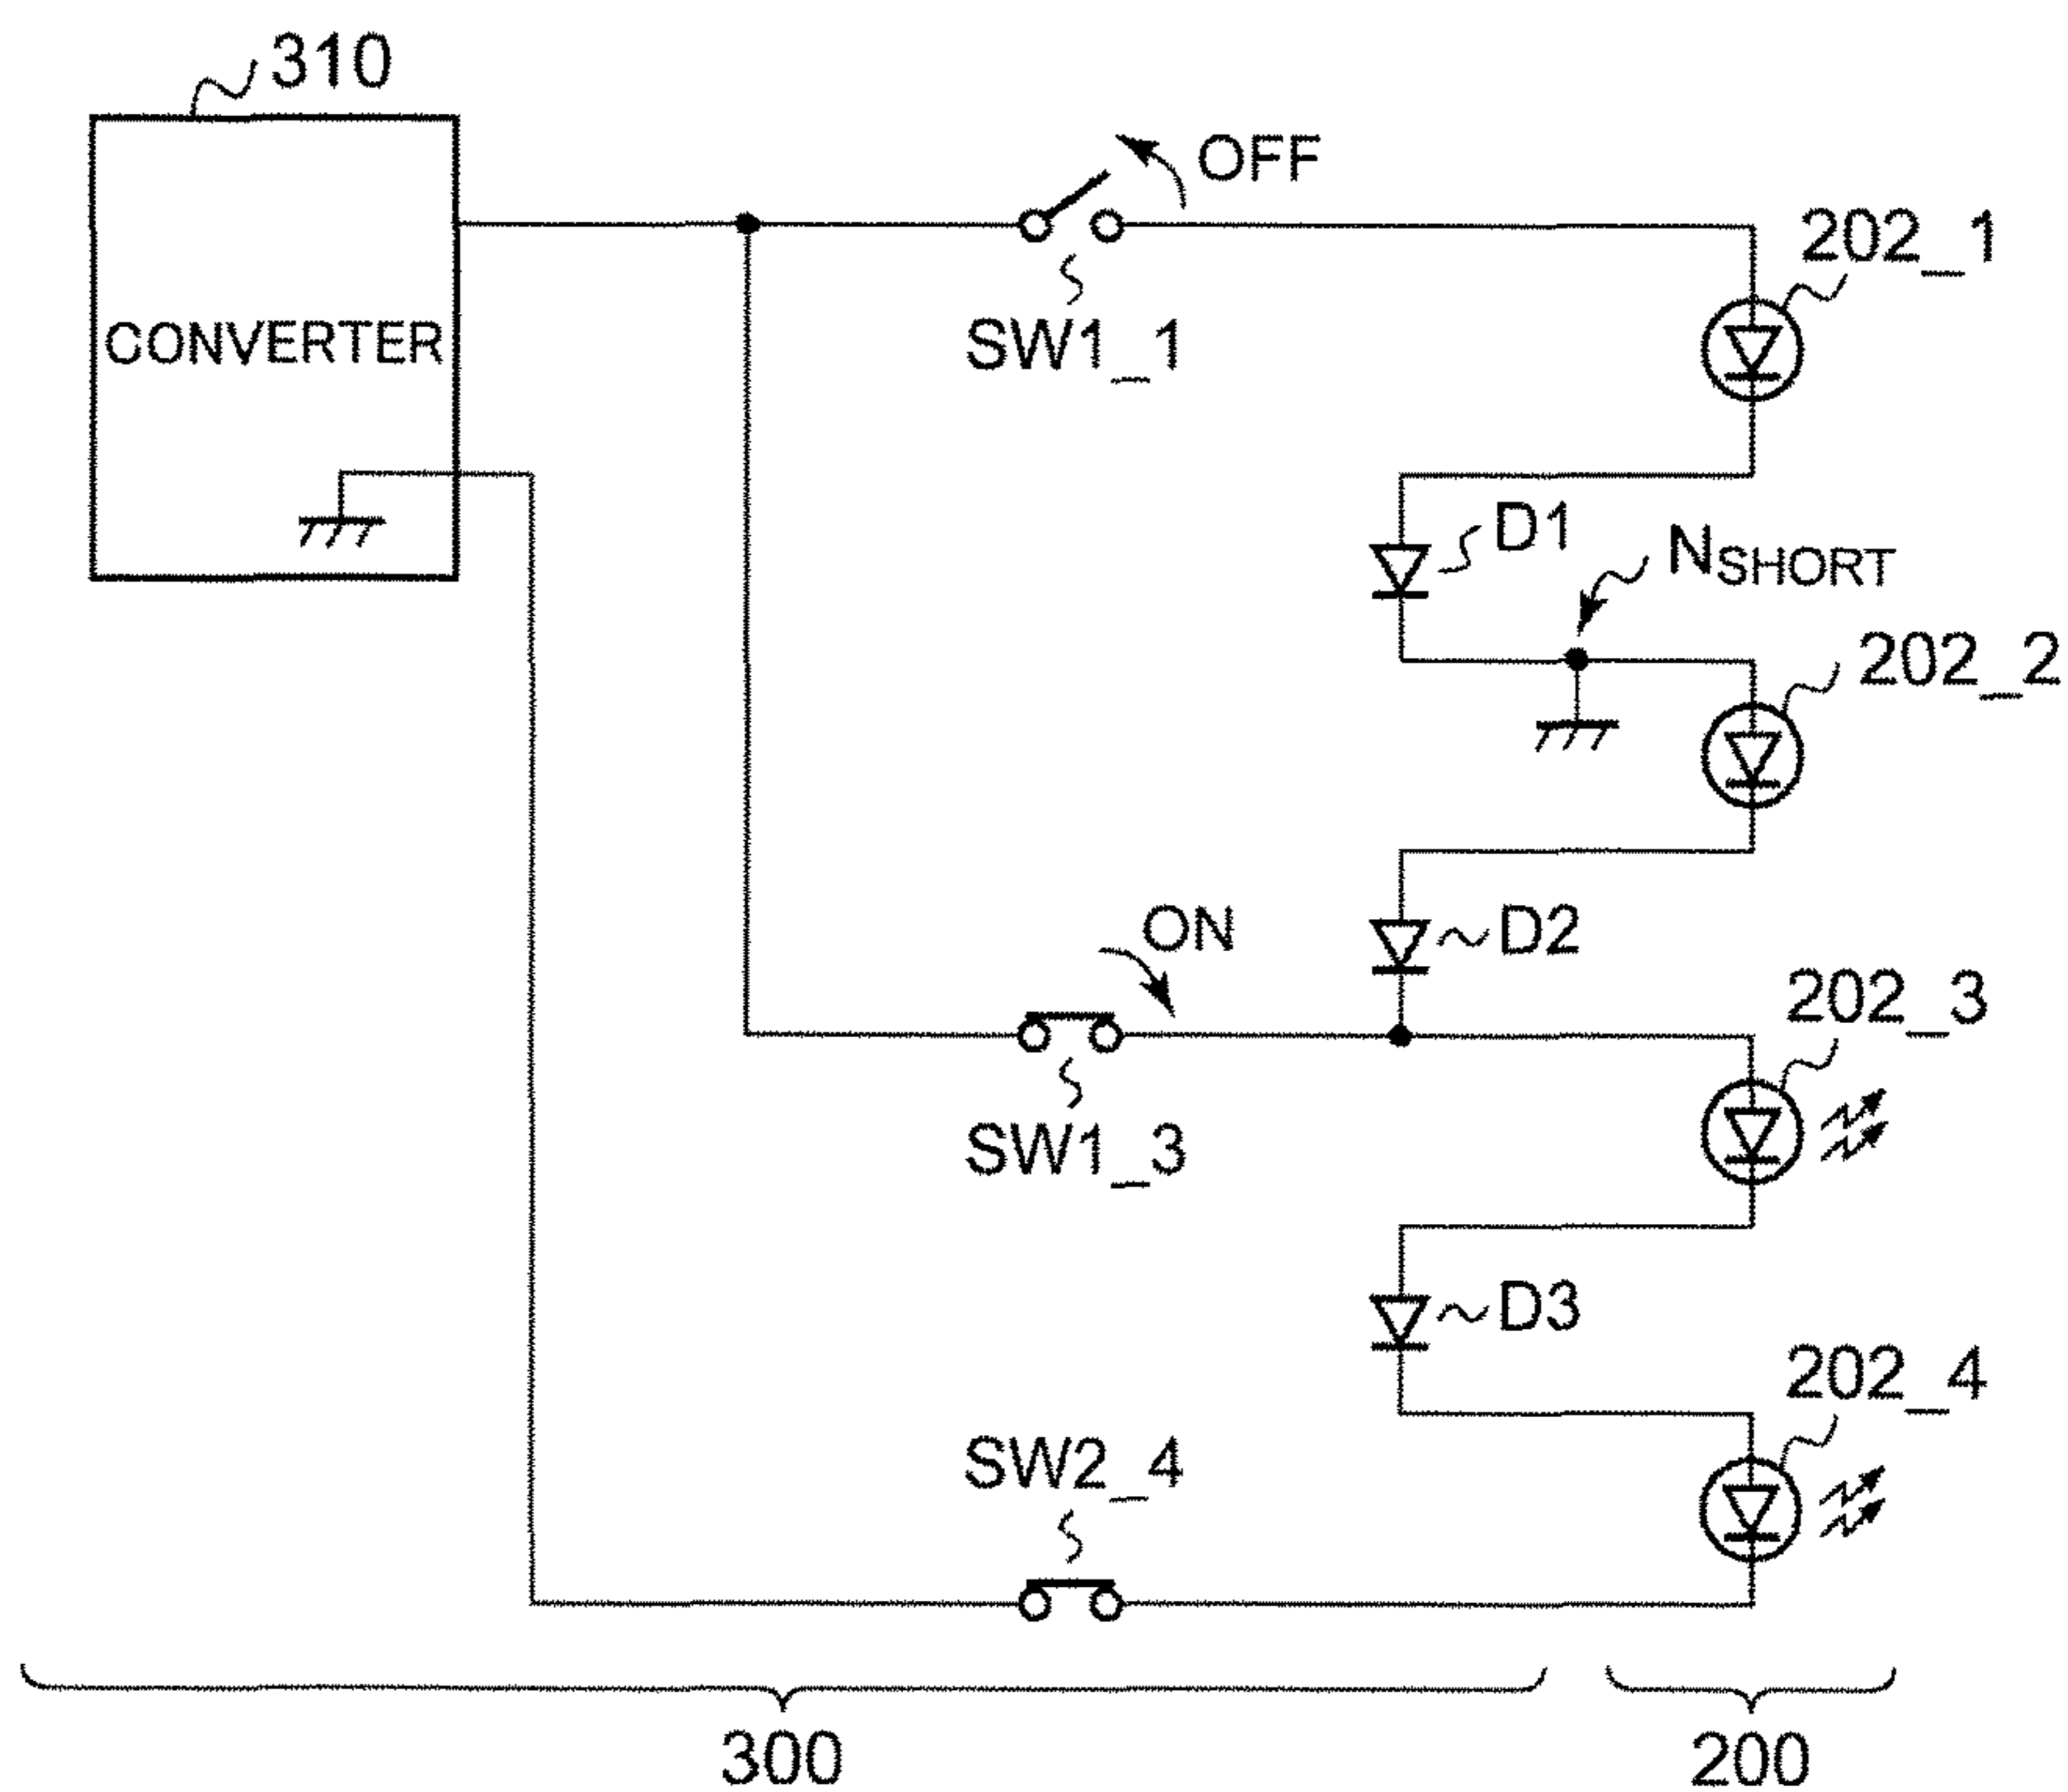 310
CONVERTER
OFF
SW1_1
202_1
D1
NSHORT
202_2
D2
ON
SW1_3
202_3
D3
202_4
SW2_4
300
200